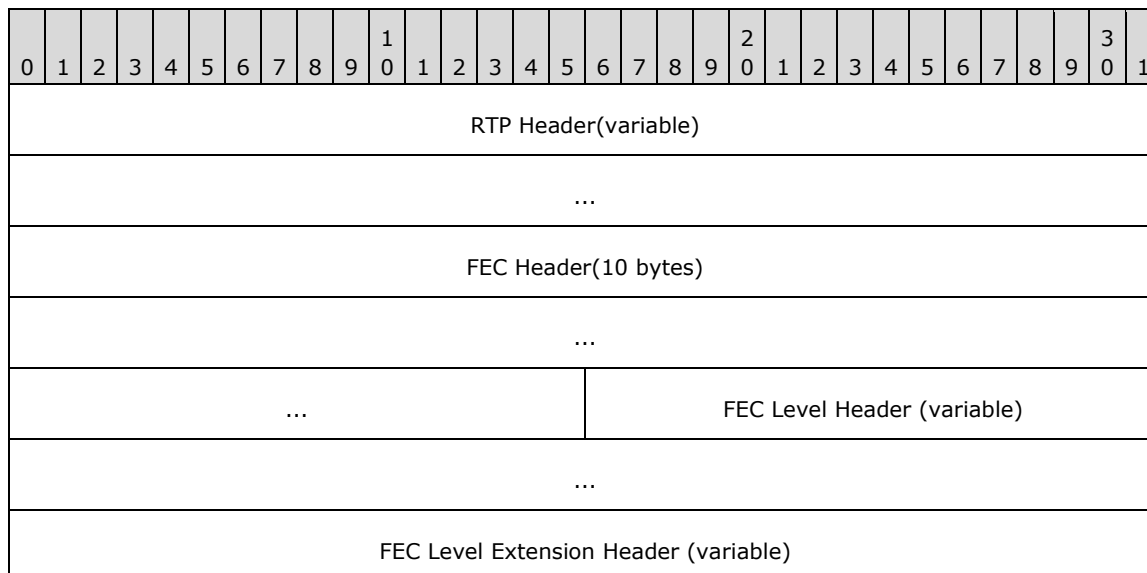 1 2 3
0 1 2 3 4 5 6 7 8 9 0 1 2 3 4 5 6 7 8 9 0 1 2 3 4 5 6 7 8 9 0 1
RTP Header(variable)
...
FEC Header(10 bytes)
...
... FEC Level Header (variable)
...
FEC Level Extension Header (variable)